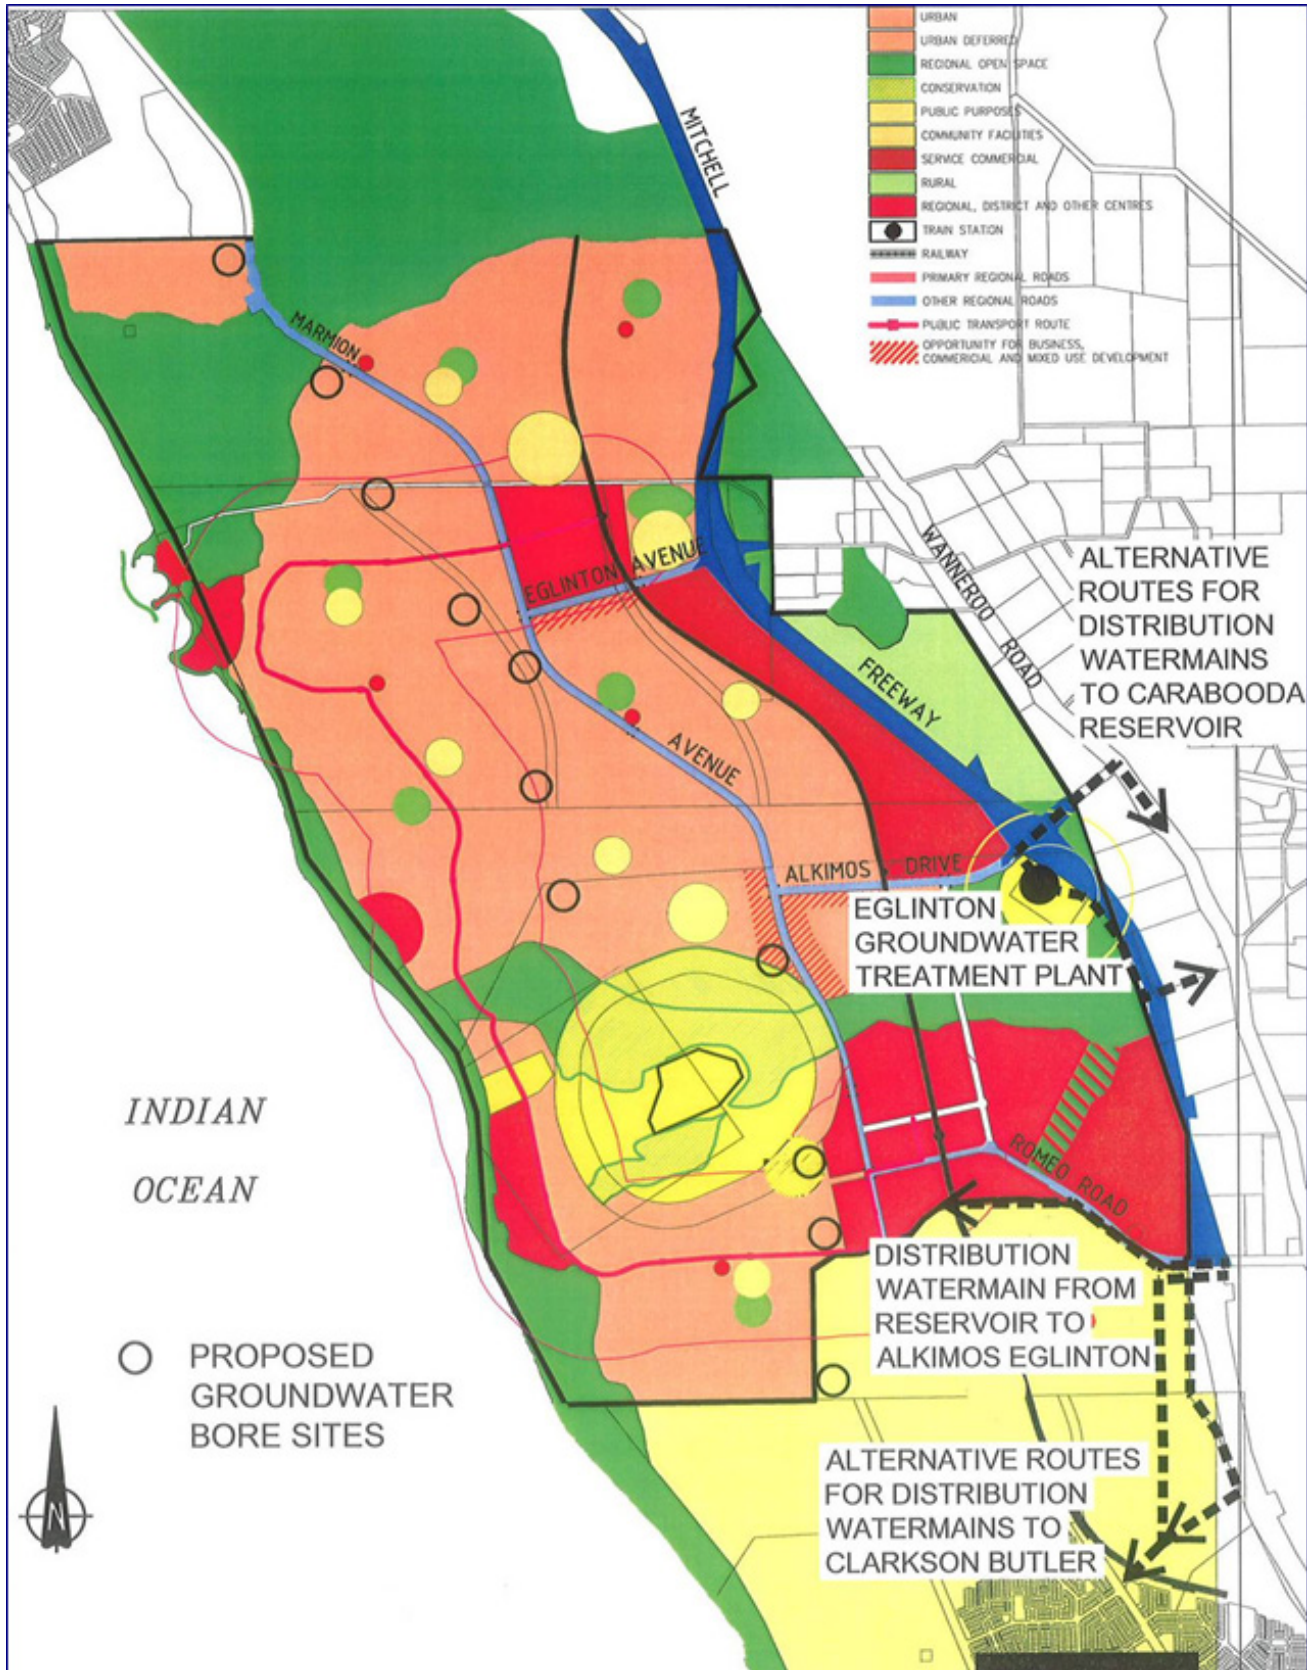 URBAN
URBAN DEFERRED
REGIONAL OPEN SPACE
CONSERVATION
PUBLIC PURPOSES
COMMUNITY FACILITIES
SERVICE COMMERCIAL
RURAL
REGIONAL, DISTRICT AND OTHER CENTRES
TRAIN STATION
RAILWAY
PRIMARY REGIONAL ROADS
OTHER REGIONAL ROADS
PUBLIC TRANSPORT ROUTE
OPPORTUNITY FOR BUSINESS,
COMMERICIAL AND MIXED USE DEVELOPMENT
MITCHELL
MARMION
WANNEROO ROAD
EGLINTON AVENUE
ALTERNATIVE
ROUTES FOR
DISTRIBUTION
WATERMAINS
TO CARABOODA
RESERVOIR
FREEWAY
AVENUE
ALKIMOS DRIVE
EGLINTON
GROUNDWATER
TREATMENT PLANT
INDIAN
OCEAN
ROMEO ROAD
DISTRIBUTION
WATERMAIN FROM
RESERVOIR TO
ALKIMOS EGLINTON
PROPOSED
GROUNDWATER
BORE SITES
ALTERNATIVE ROUTES
FOR DISTRIBUTION
WATERMAINS TO
CLARKSON BUTLER
N